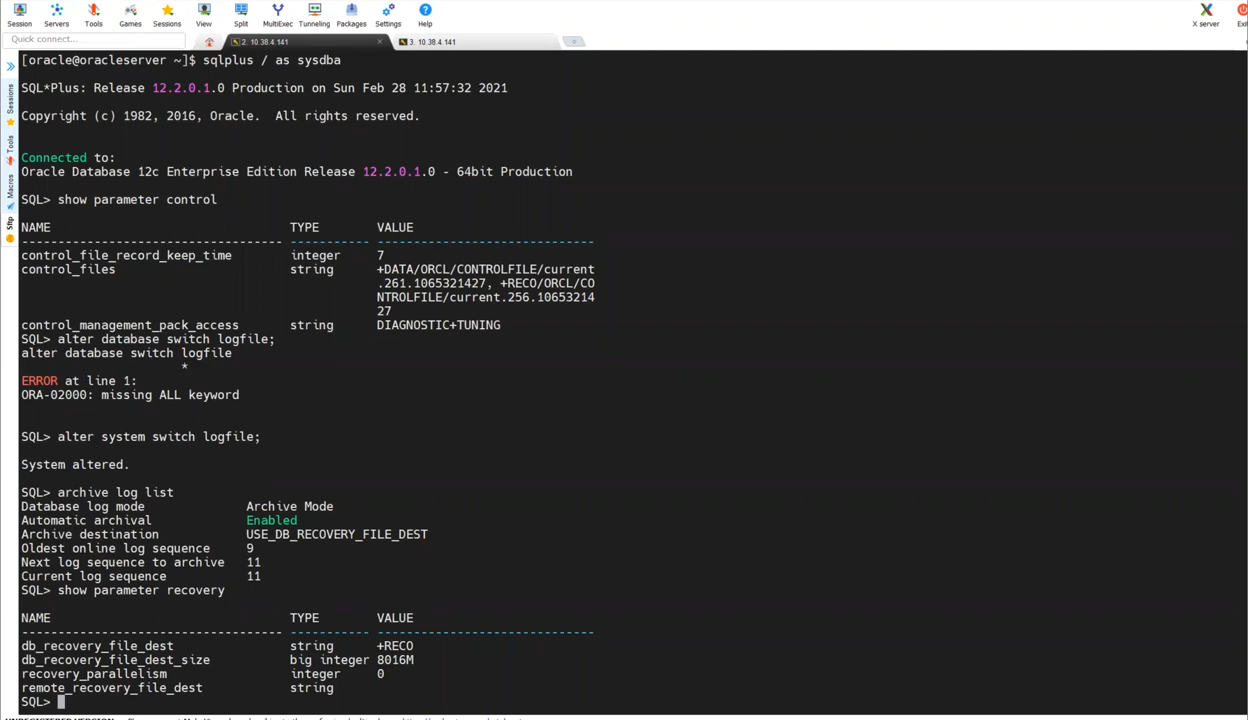 Session Servers Tools Games Sessions View Split MultiExec Tunneling Packages Settings Help X server Exit
Quick connect...
2. 10.38.4.141
3. 10.38.4.141
Sessions
Tools
Macros
Sftp
[oracle@oracleserver ~]$ sqlplus / as sysdba
SQL*Plus: Release 12.2.0.1.0 Production on Sun Feb 28 11:57:32 2021
Copyright (c) 1982, 2016, Oracle.  All rights reserved.
Connected to:
Oracle Database 12c Enterprise Edition Release 12.2.0.1.0 - 64bit Production
SQL> show parameter control
NAME TYPE VALUE
------------------------------------ ----------- ------------------------------
control_file_record_keep_time integer 7
control_files string +DATA/ORCL/CONTROLFILE/current
.261.1065321427, +RECO/ORCL/CO
NTROLFILE/current.256.10653214
27
control_management_pack_access string DIAGNOSTIC+TUNING
SQL> alter database switch logfile;
alter database switch logfile
*
ERROR at line 1:
ORA-02000: missing ALL keyword
SQL> alter system switch logfile;
System altered.
SQL> archive log list
Database log mode Archive Mode
Automatic archival Enabled
Archive destination USE_DB_RECOVERY_FILE_DEST
Oldest online log sequence 9
Next log sequence to archive 11
Current log sequence 11
SQL> show parameter recovery
NAME TYPE VALUE
------------------------------------ ----------- ------------------------------
db_recovery_file_dest string +RECO
db_recovery_file_dest_size big integer 8016M
recovery_parallelism integer 0
remote_recovery_file_dest string
SQL>